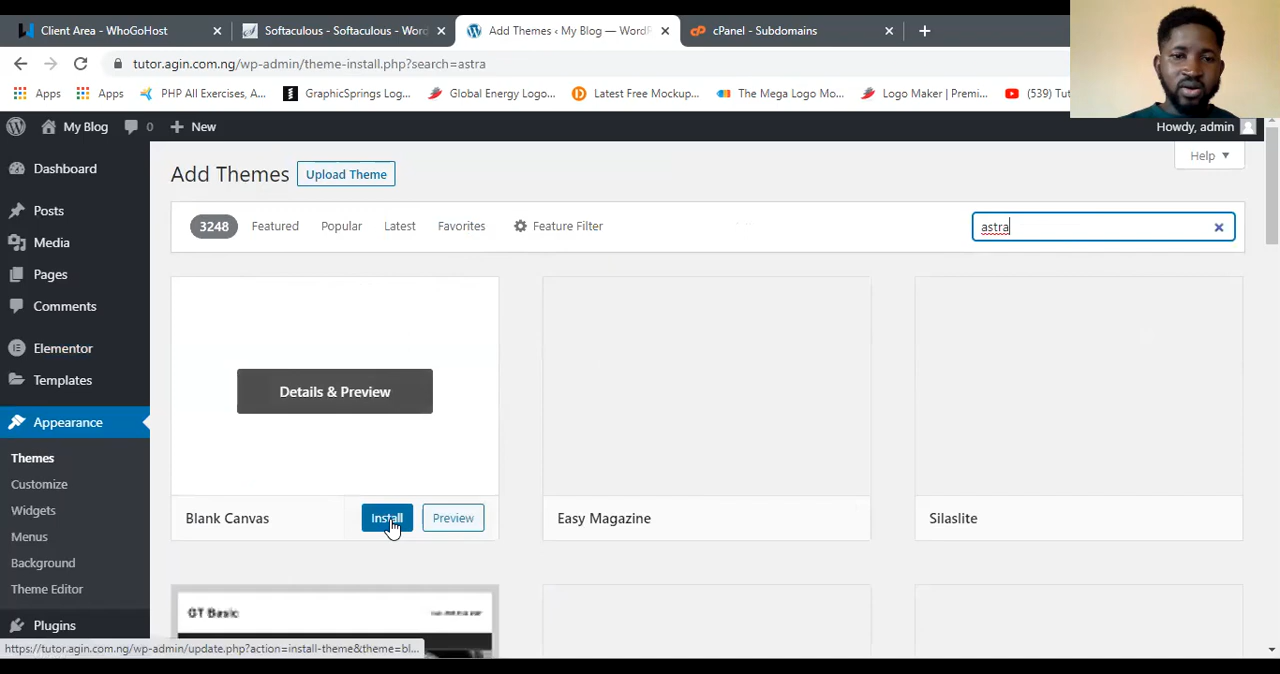 Client Area - WhoGoHost
Softaculous - Softaculous - Word
Add Themes ‹ My Blog — WordP
cPanel - Subdomains
tutor.agin.com.ng/wp-admin/theme-install.php?search=astra
Apps
Apps
PHP All Exercises, A...
GraphicSprings Log...
Global Energy Logo...
Latest Free Mockup...
The Mega Logo Mo...
Logo Maker | Premi...
(539) Tut
My Blog
0
New
Howdy, admin
Dashboard
Posts
Media
Pages
Comments
Elementor
Templates
Appearance
Themes
Customize
Widgets
Menus
Background
Theme Editor
Plugins
Add Themes
Upload Theme
Help
3248
Featured
Popular
Latest
Favorites
Feature Filter
astra
Details & Preview
Blank Canvas
Install
Preview
Easy Magazine
Silaslite
GT Basic
https://tutor.agin.com.ng/wp-admin/update.php?action=install-theme&theme=bl...